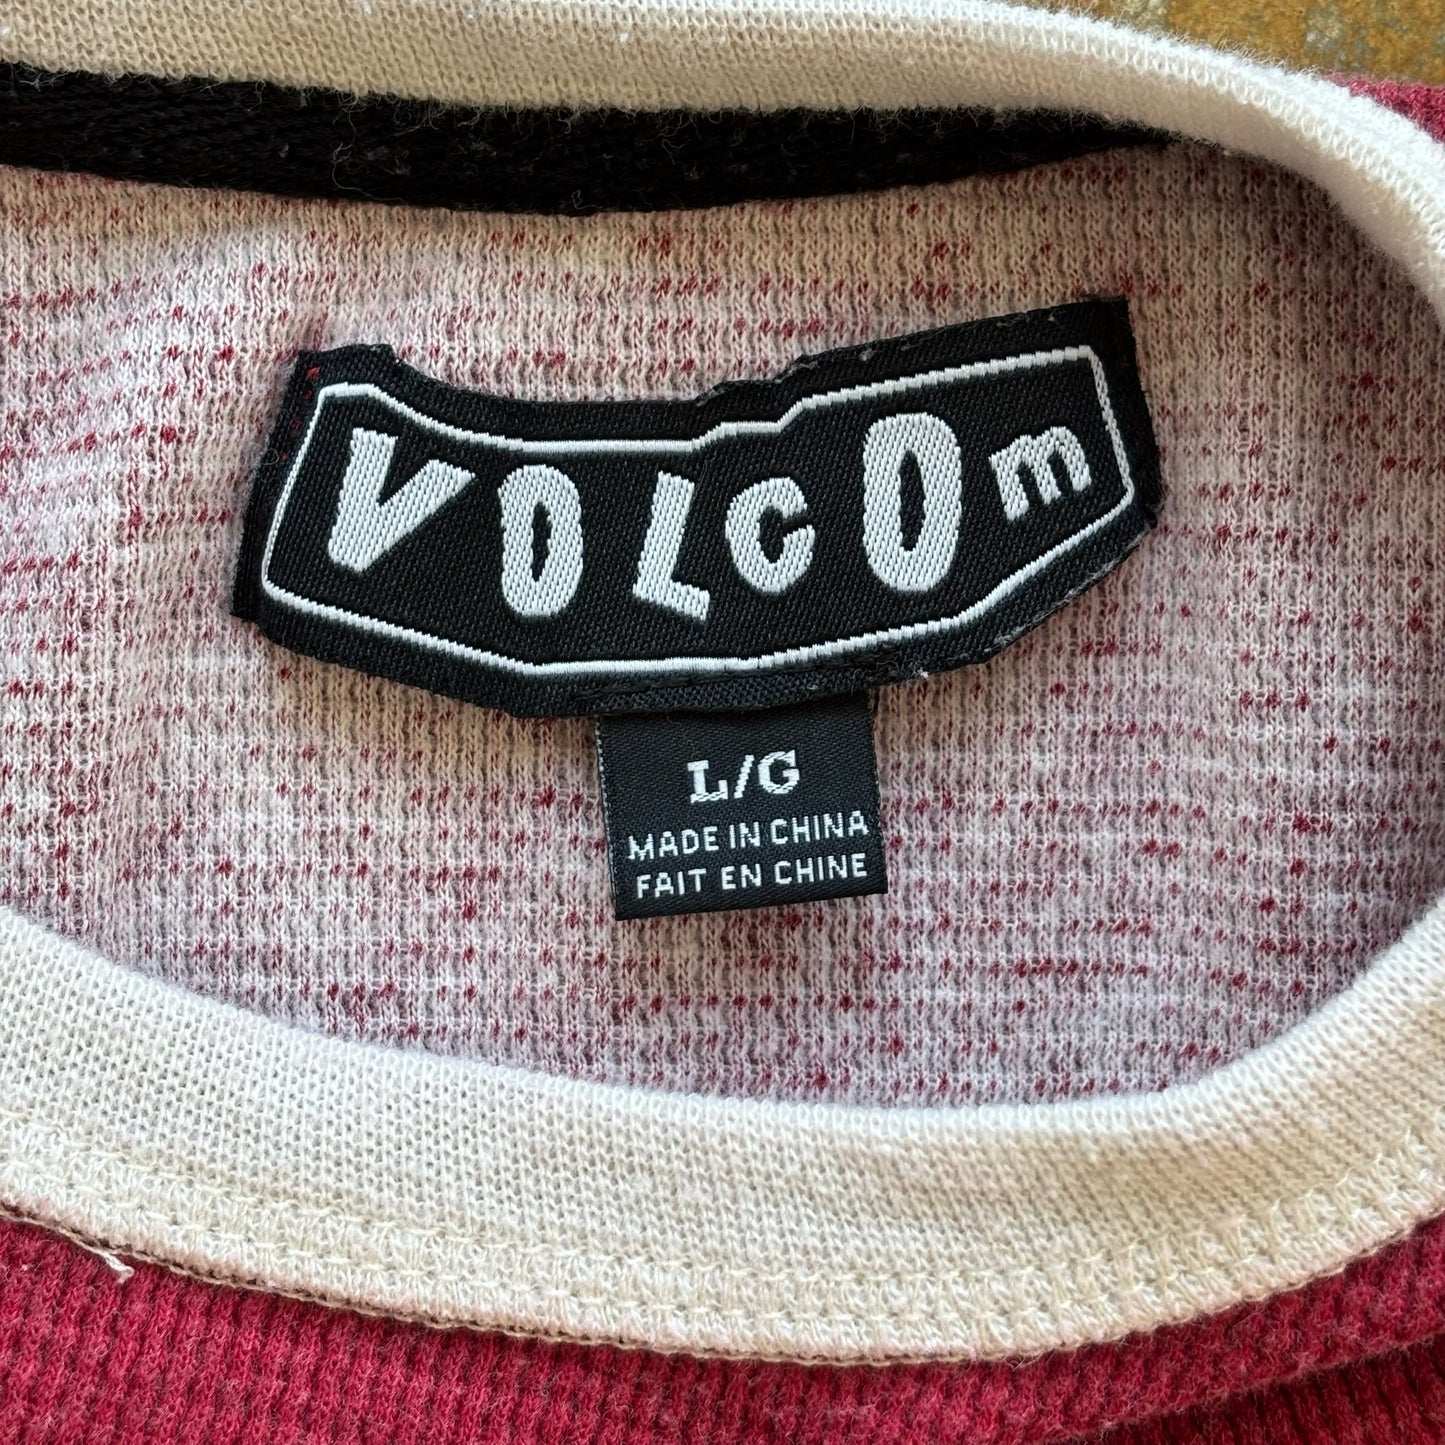 VOLCOm
L/G
MADE IN CHINA
FAIT EN CHINE